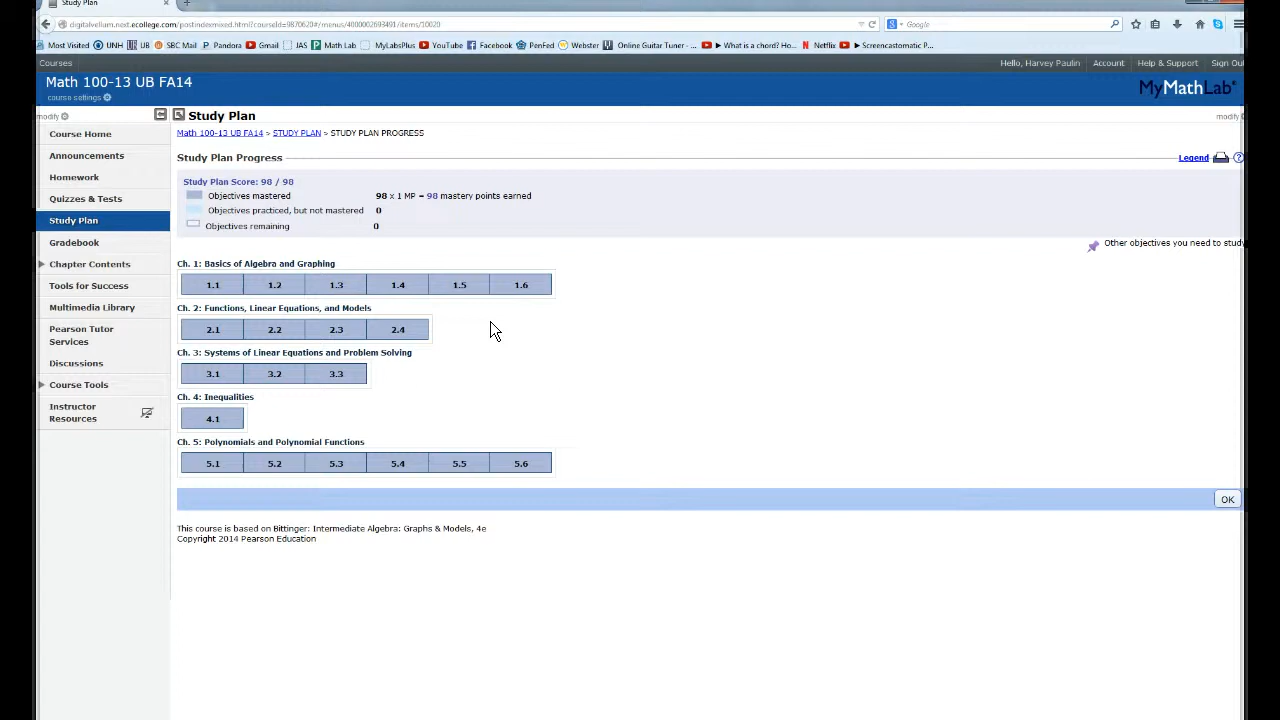 Study Plan
digitalvellum.next.ecollege.com/postindexmixed.html?courseId=9870620#/menus/4000002693491/items/10020
Google
Most Visited UNH UB SBC Mail Pandora Gmail JAS Math Lab MyLabsPlus YouTube Facebook PenFed Webster Online Guitar Tuner - ... What is a chord? Ho... Netflix Screencastomatic P...
Courses Hello, Harvey Paulin Account Help & Support Sign Ou
Math 100-13 UB FA14
course settings
MyMathLab
modify
Study Plan
modify
Course Home
Announcements
Homework
Quizzes & Tests
Study Plan
Gradebook
Chapter Contents
Tools for Success
Multimedia Library
Pearson Tutor
Services
Discussions
Course Tools
Instructor
Resources
Math 100-13 UB FA14 > STUDY PLAN > STUDY PLAN PROGRESS
Study Plan Progress
Legend
Study Plan Score: 98 / 98
Objectives mastered 98 x 1 MP = 98 mastery points earned
Objectives practiced, but not mastered 0
Objectives remaining 0
Other objectives you need to study
Ch. 1: Basics of Algebra and Graphing
1.1 1.2 1.3 1.4 1.5 1.6
Ch. 2: Functions, Linear Equations, and Models
2.1 2.2 2.3 2.4
Ch. 3: Systems of Linear Equations and Problem Solving
3.1 3.2 3.3
Ch. 4: Inequalities
4.1
Ch. 5: Polynomials and Polynomial Functions
5.1 5.2 5.3 5.4 5.5 5.6
OK
This course is based on Bittinger: Intermediate Algebra: Graphs & Models, 4e
Copyright 2014 Pearson Education